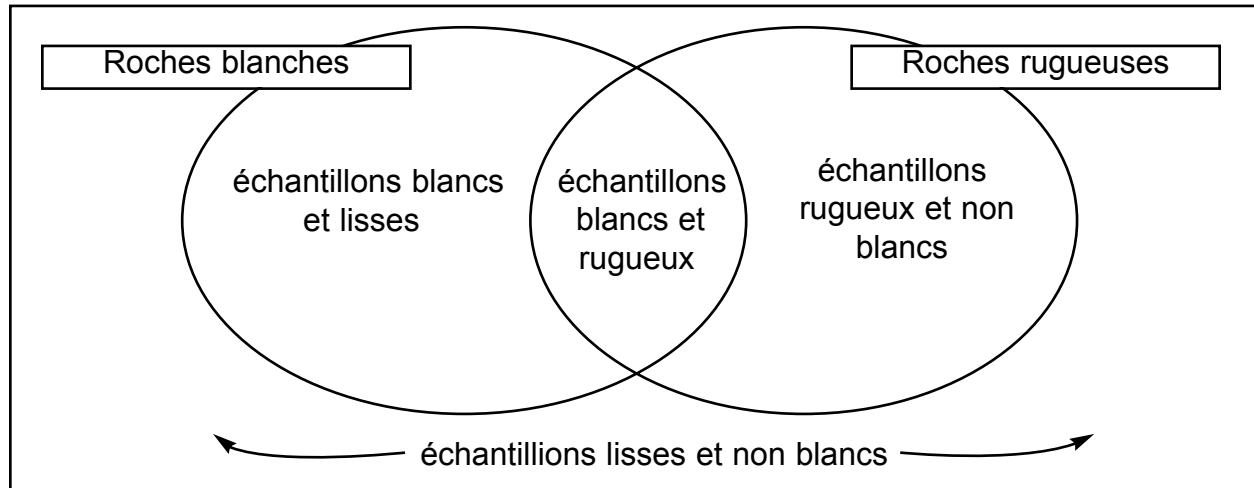 Roches blanches
Roches rugueuses
échantillons blancs
et lisses
échantillons
blancs et
rugueux
échantillons
rugueux et non
blancs
échantillions lisses et non blancs